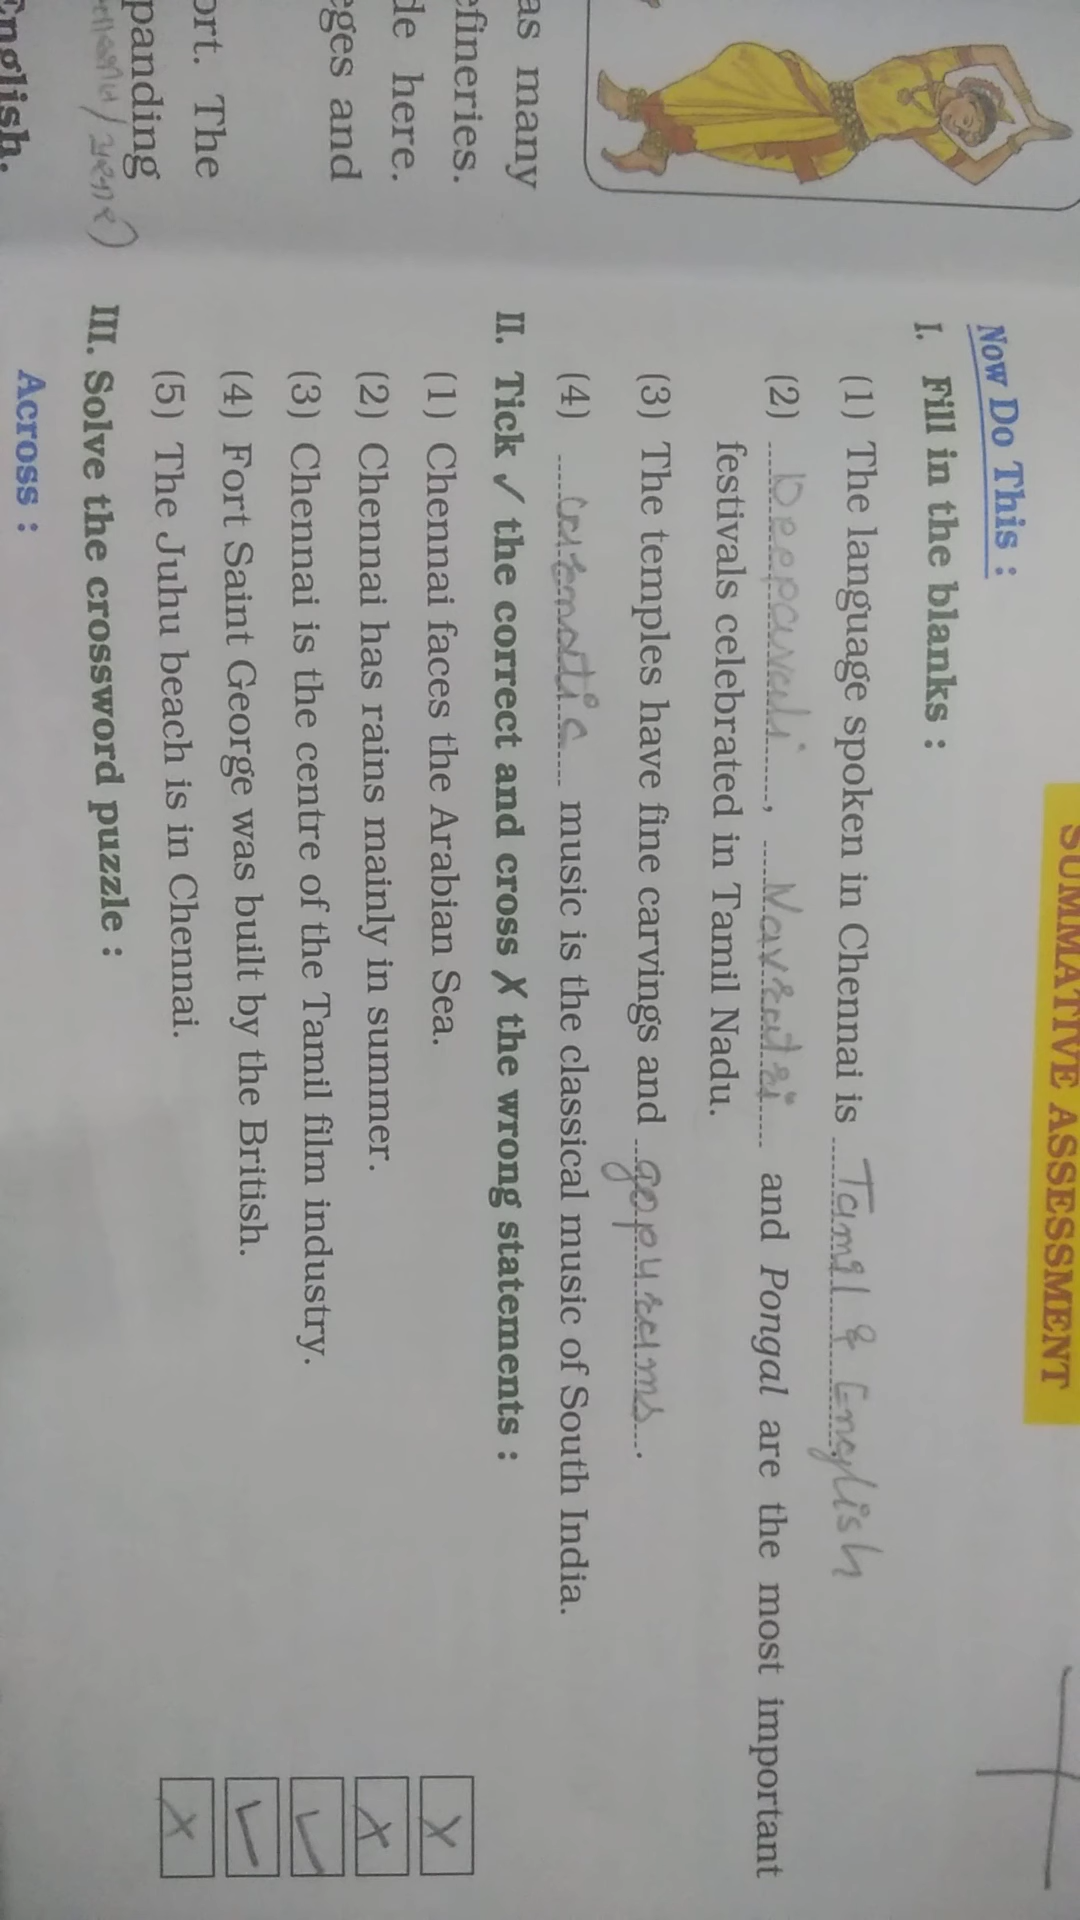 as many
efineries.
de here.
eges and
ort. The
panding
English.
SUMMATIVE ASSESSMENT
Now Do This :
I. Fill in the blanks :
(1) The language spoken in Chennai is Tamil & English
(2) Deepavali, Navratri and Pongal are the most important
festivals celebrated in Tamil Nadu.
(3) The temples have fine carvings and gopurams.
(4) music is the classical music of South India.
II. Tick ✓ the correct and cross ✗ the wrong statements :
(1) Chennai faces the Arabian Sea. ✗
(2) Chennai has rains mainly in summer. ✗
(3) Chennai is the centre of the Tamil film industry. ✓
(4) Fort Saint George was built by the British. ✓
(5) The Juhu beach is in Chennai. ✗
III. Solve the crossword puzzle :
Across :